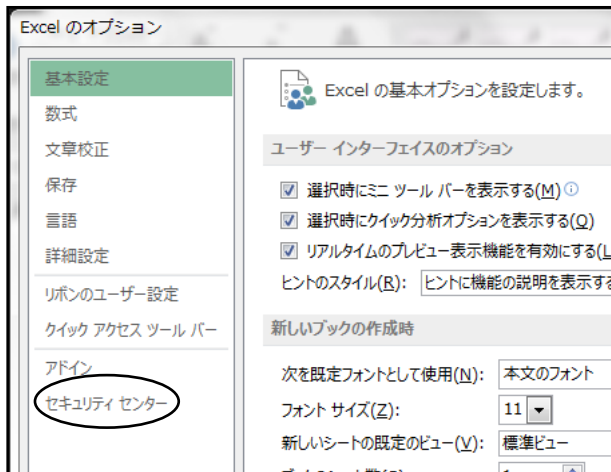 Excel のオプション
基本設定
数式
文章校正
保存
言語
詳細設定
リボンのユーザー設定
クイック アクセス ツール バー
アドイン
セキュリティ センター
Excel の基本オプションを設定します。
ユーザー インターフェイスのオプション
選択時にミニ ツール バーを表示する(M)
選択時にクイック分析オプションを表示する(Q)
リアルタイムのプレビュー表示機能を有効にする(L
ヒントのスタイル(R): ヒントに機能の説明を表示する
新しいブックの作成時
次を既定フォントとして使用(N): 本文のフォント
フォント サイズ(Z): 11
新しいシートの既定のビュー(V): 標準ビュー